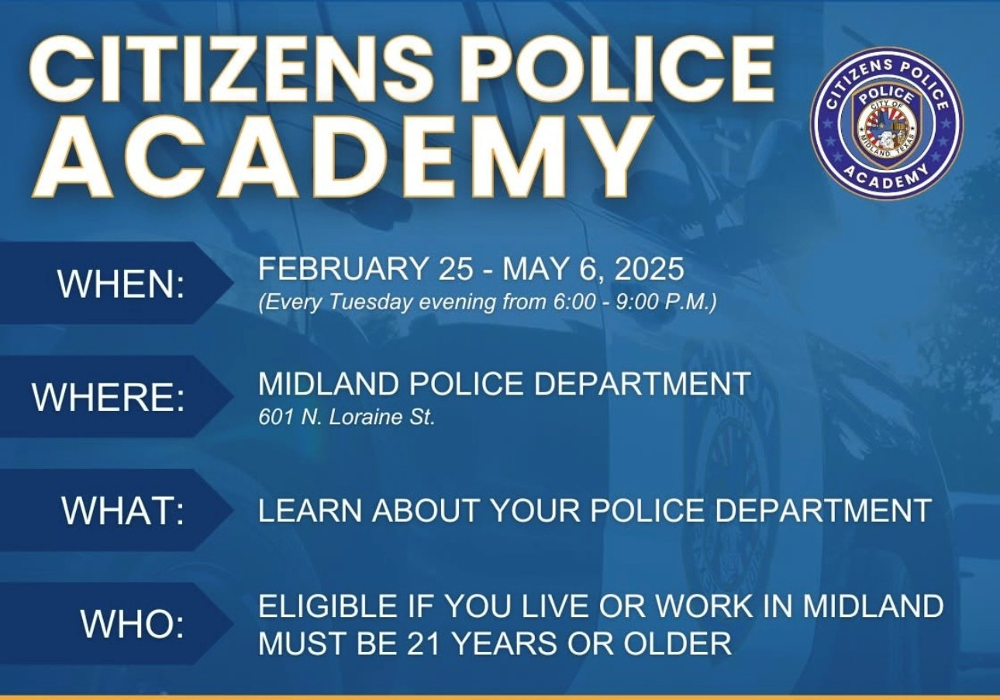 CITIZENS POLICE
ACADEMY
CITIZENS POLICE
POLICE
CITY OF
MIDLAND TEXAS
ACADEMY
WHEN:
FEBRUARY 25 - MAY 6, 2025
(Every Tuesday evening from 6:00 - 9:00 P.M.)
WHERE:
MIDLAND POLICE DEPARTMENT
601 N. Loraine St.
WHAT:
LEARN ABOUT YOUR POLICE DEPARTMENT
WHO:
ELIGIBLE IF YOU LIVE OR WORK IN MIDLAND
MUST BE 21 YEARS OR OLDER